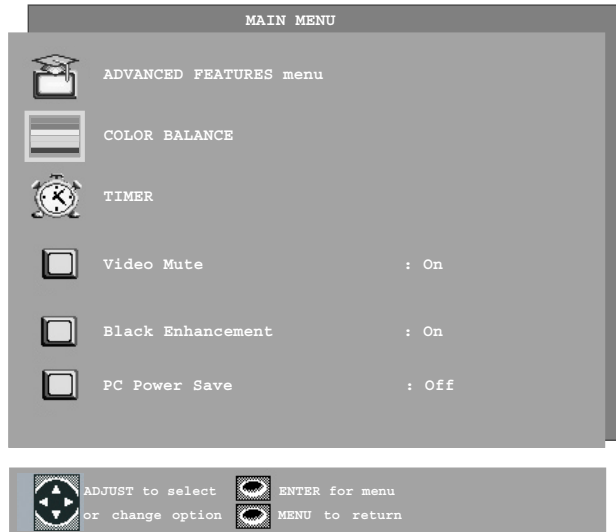 MAIN MENU
ADVANCED FEATURES menu
COLOR BALANCE
TIMER
Video Mute : On
Black Enhancement : On
PC Power Save : Off
ADJUST to select ENTER for menu
or change option MENU to return